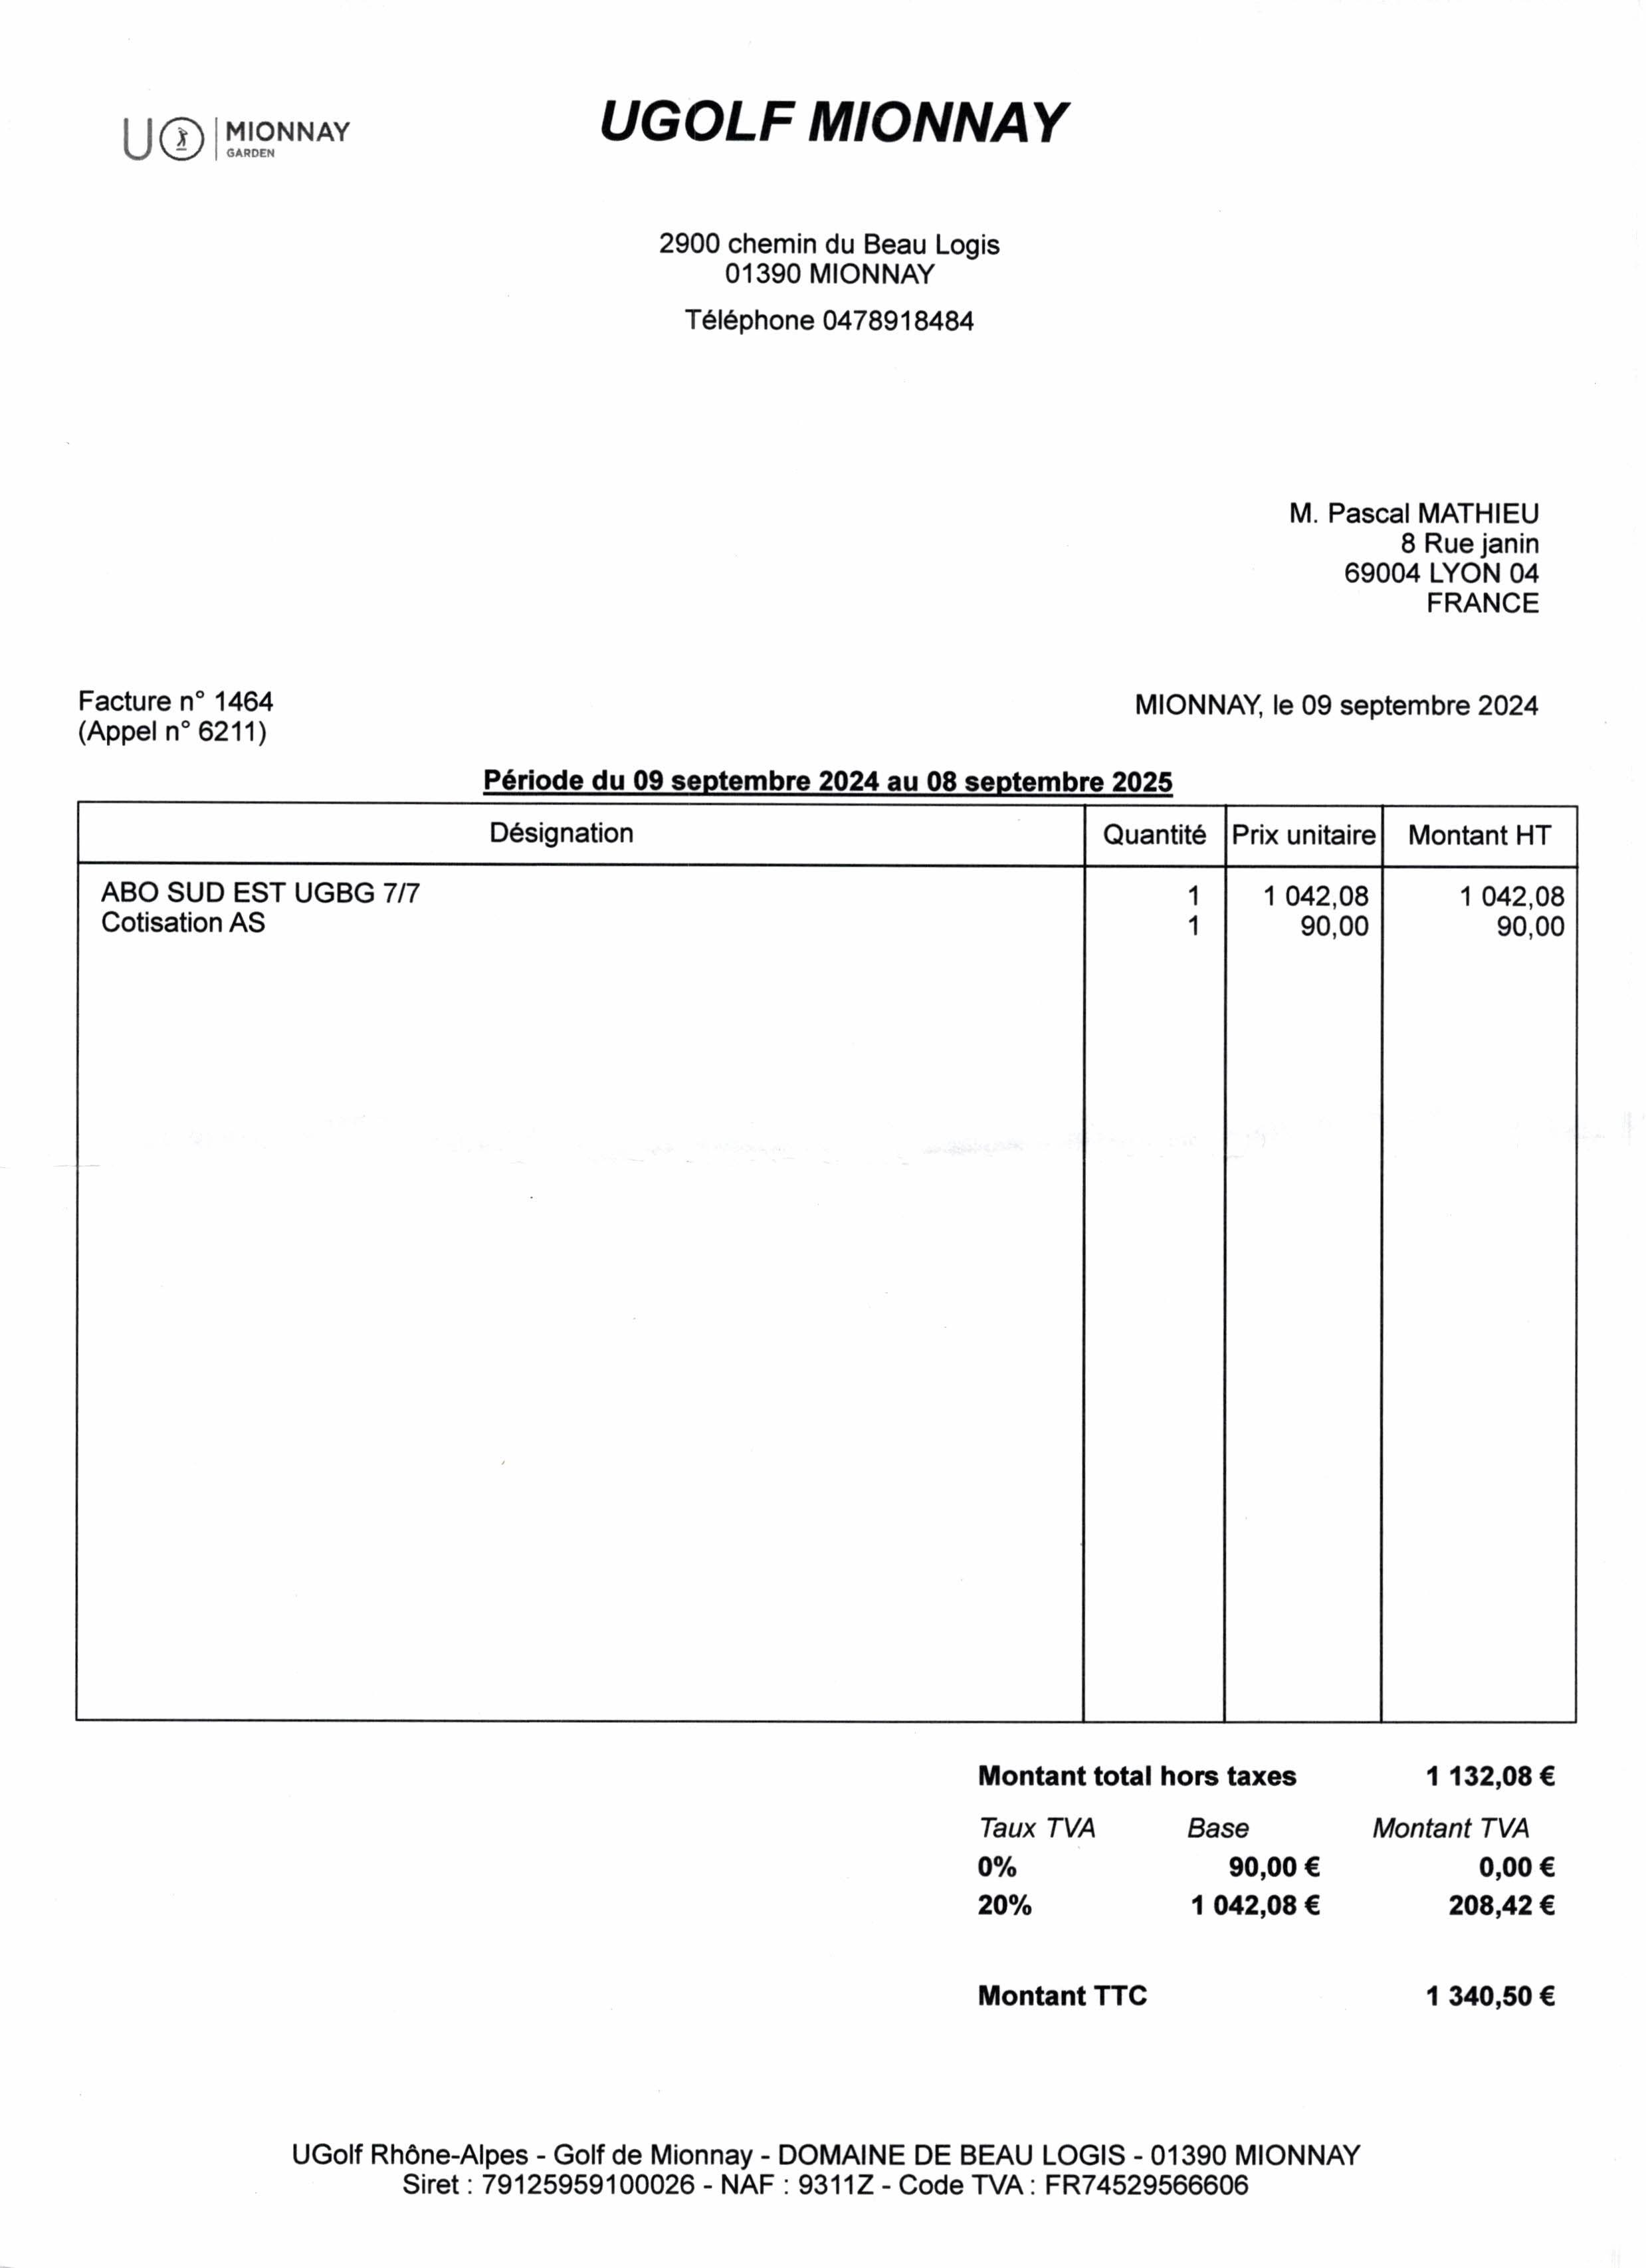 UGOLF MIONNAY
U MIONNAY
GARDEN
2900 chemin du Beau Logis
01390 MIONNAY
Téléphone 0478918484
M. Pascal MATHIEU
8 Rue janin
69004 LYON 04
FRANCE
Facture n° 1464
(Appel n° 6211)
MIONNAY, le 09 septembre 2024
Période du 09 septembre 2024 au 08 septembre 2025
Désignation Quantité Prix unitaire Montant HT
ABO SUD EST UGBG 7/7 1 1 042,08 1 042,08
Cotisation AS 1 90,00 90,00
Montant total hors taxes 1 132,08 €
Taux TVA Base Montant TVA
0% 90,00 € 0,00 €
20% 1 042,08 € 208,42 €
Montant TTC 1 340,50 €
UGolf Rhône-Alpes - Golf de Mionnay - DOMAINE DE BEAU LOGIS - 01390 MIONNAY
Siret : 79125959100026 - NAF : 9311Z - Code TVA : FR74529566606